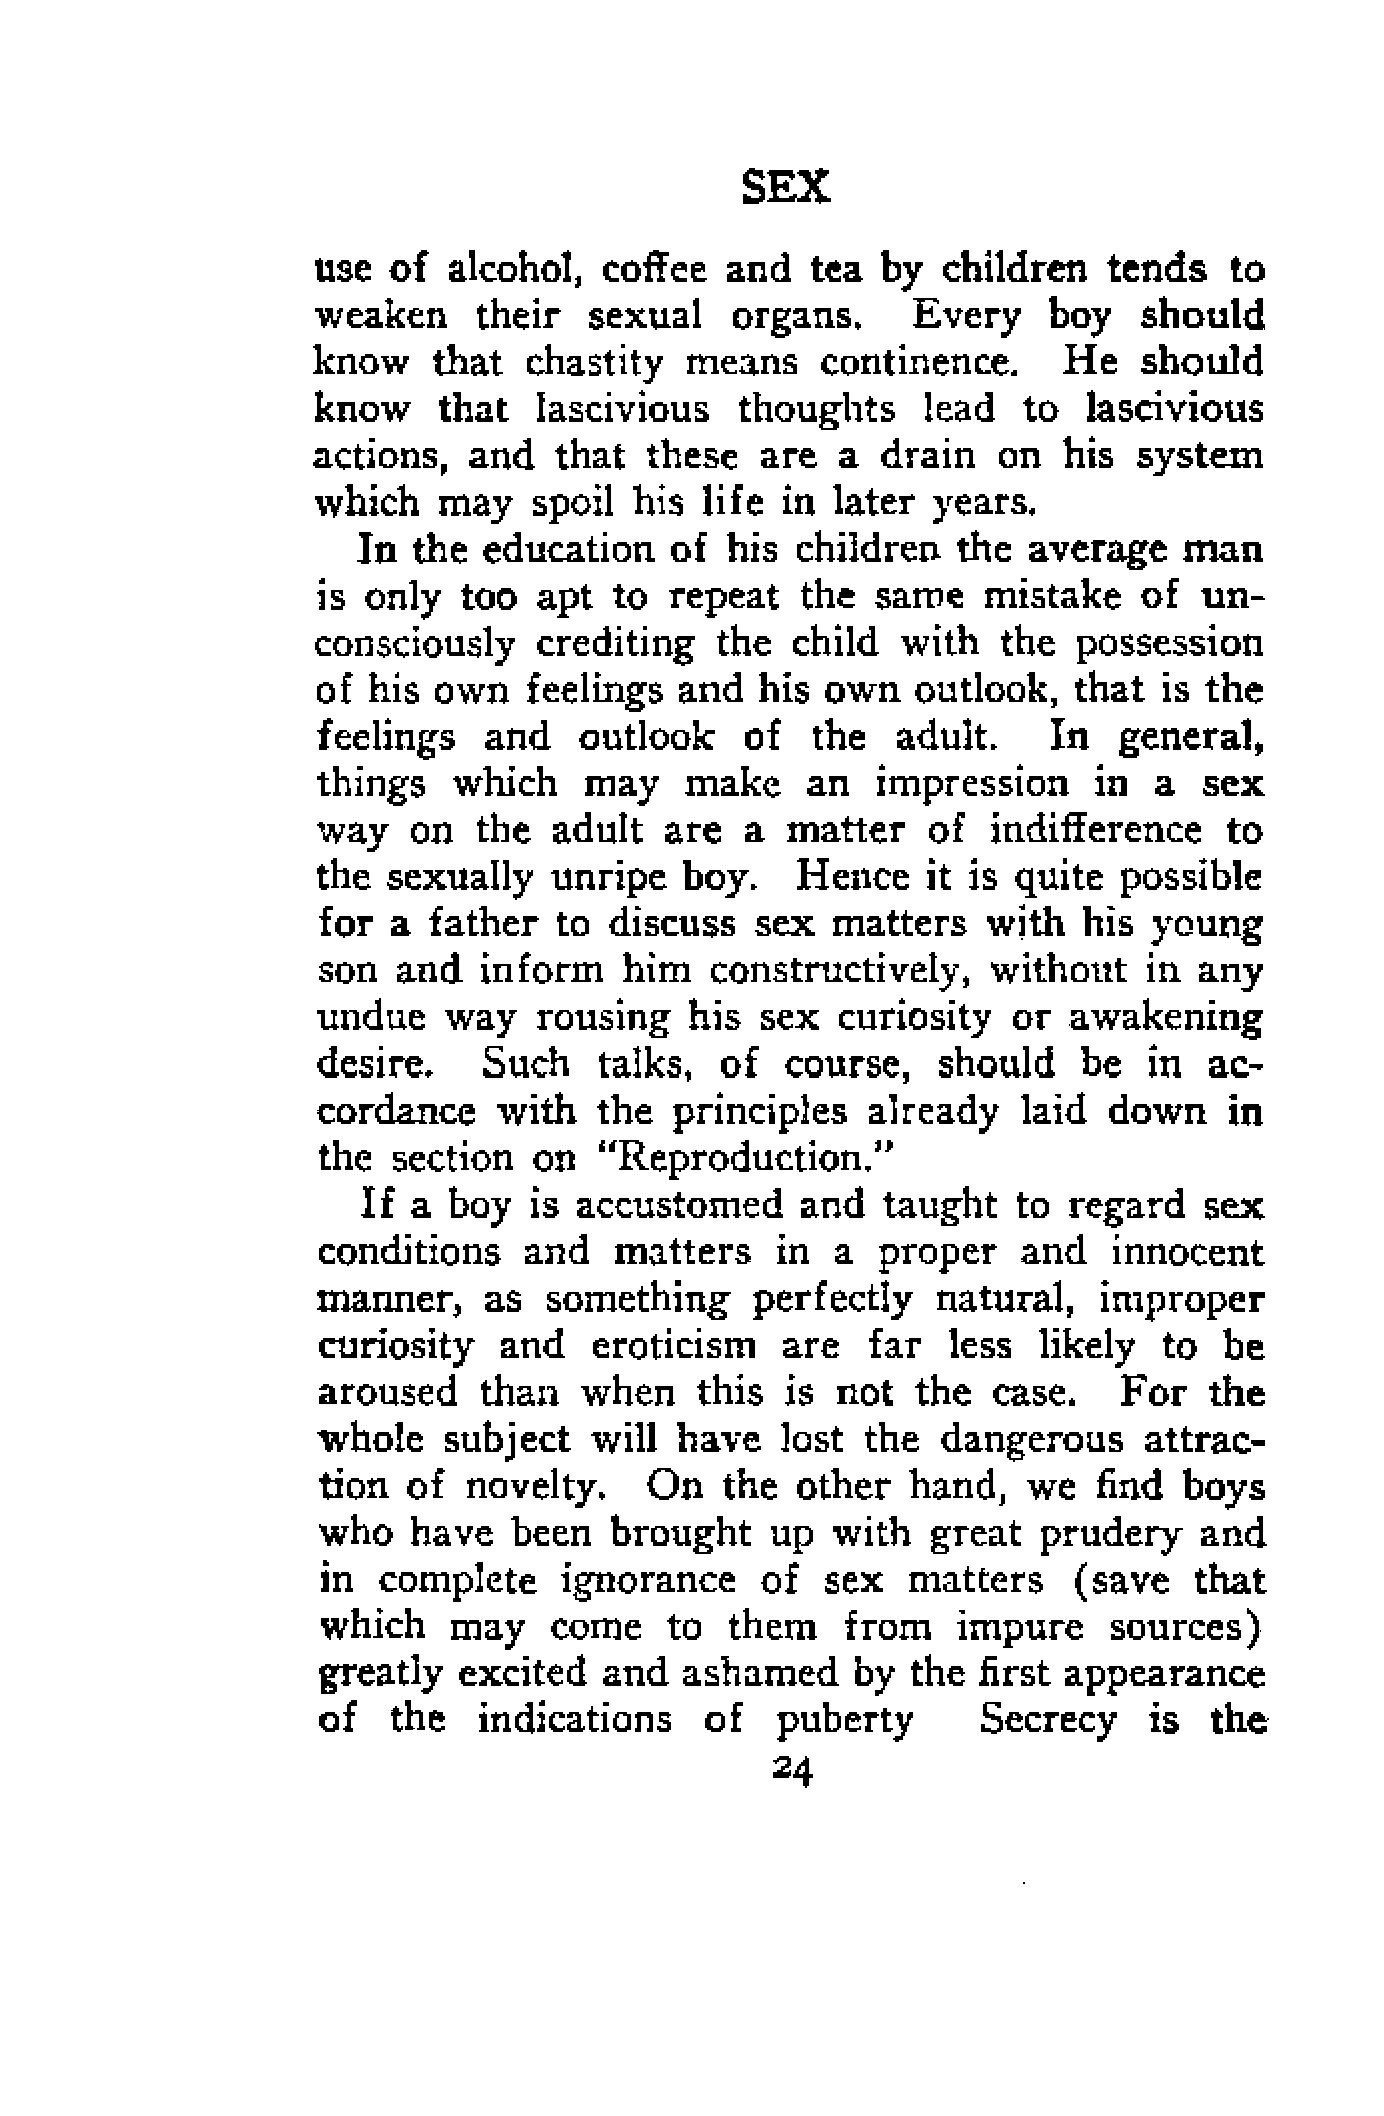 SEX
use of alcohol, coffee and tea by children tends to
weaken their sexual organs. Every boy should
know that chastity means continence. He should
know that lascivious thoughts lead to lascivious
actions, and that these are a drain on his system
which may spoil his life in later years.
In the education of his children the average man
is only too apt to repeat the same mistake of un-
consciously crediting the child with the possession
of his own feelings and his own outlook, that is the
feelings and outlook of the adult. In general,
things which may make an impression in a sex
way on the adult are a matter of indifference to
the sexually unripe boy. Hence it is quite possible
for a father to discuss sex matters with his young
son and inform him constructively, without in any
undue way rousing his sex curiosity or awakening
desire. Such talks, of course, should be in ac-
cordance with the principles already laid down in
the section on "Reproduction."
If a boy is accustomed and taught to regard sex
conditions and matters in a proper and innocent
manner, as something perfectly natural, improper
curiosity and eroticism are far less likely to be
aroused than when this is not the case. For the
whole subject will have lost the dangerous attrac-
tion of novelty. On the other hand, we find boys
who have been brought up with great prudery and
in complete ignorance of sex matters (save that
which may come to them from impure sources)
greatly excited and ashamed by the first appearance
of the indications of puberty Secrecy is the
24